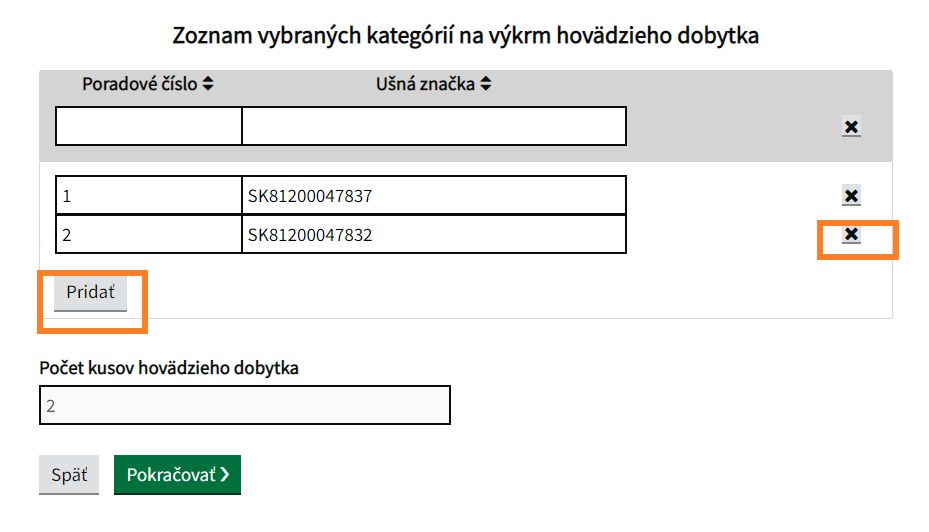 Zoznam vybraných kategórií na výkrm hovädzieho dobytka
Poradové číslo Ušná značka
1 SK81200047837
2 SK81200047832
Pridať
Počet kusov hovädzieho dobytka
2
Späť Pokračovať